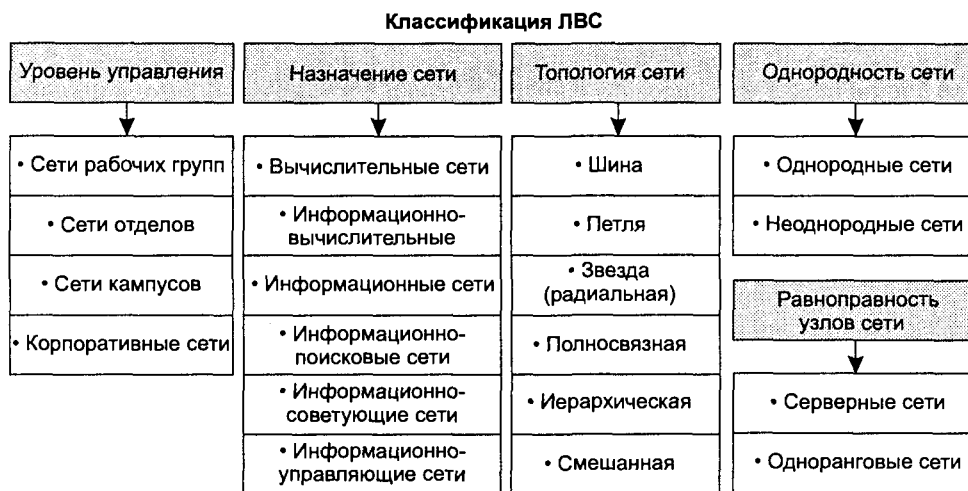 Классификация ЛВС
Уровень управления
• Сети рабочих групп
• Сети отделов
• Сети кампусов
• Корпоративные сети
Назначение сети
• Вычислительные сети
• Информационно-
вычислительные
• Информационные сети
• Информационно-
поисковые сети
• Информационно-
советующие сети
• Информационно-
управляющие сети
Топология сети
• Шина
• Петля
• Звезда
(радиальная)
• Полносвязная
• Иерархическая
• Смешанная
Однородность сети
• Однородные сети
• Неоднородные сети
Равноправность
узлов сети
• Серверные сети
• Одноранговые сети